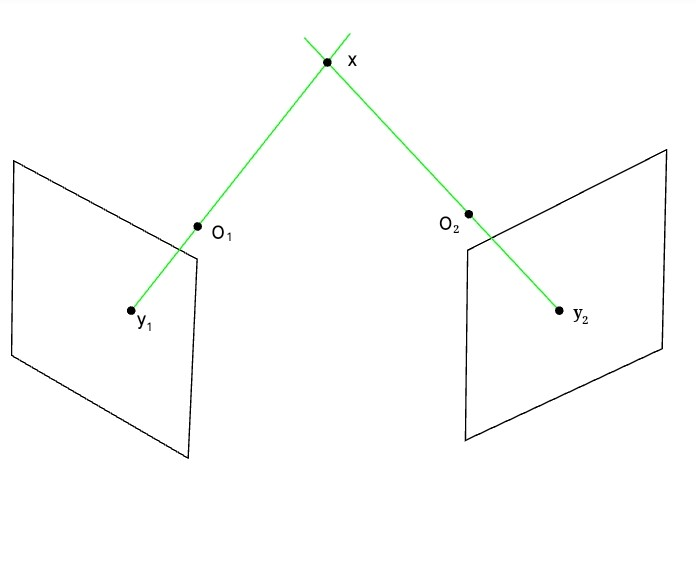 x
O₁
O₂
y₁
y₂